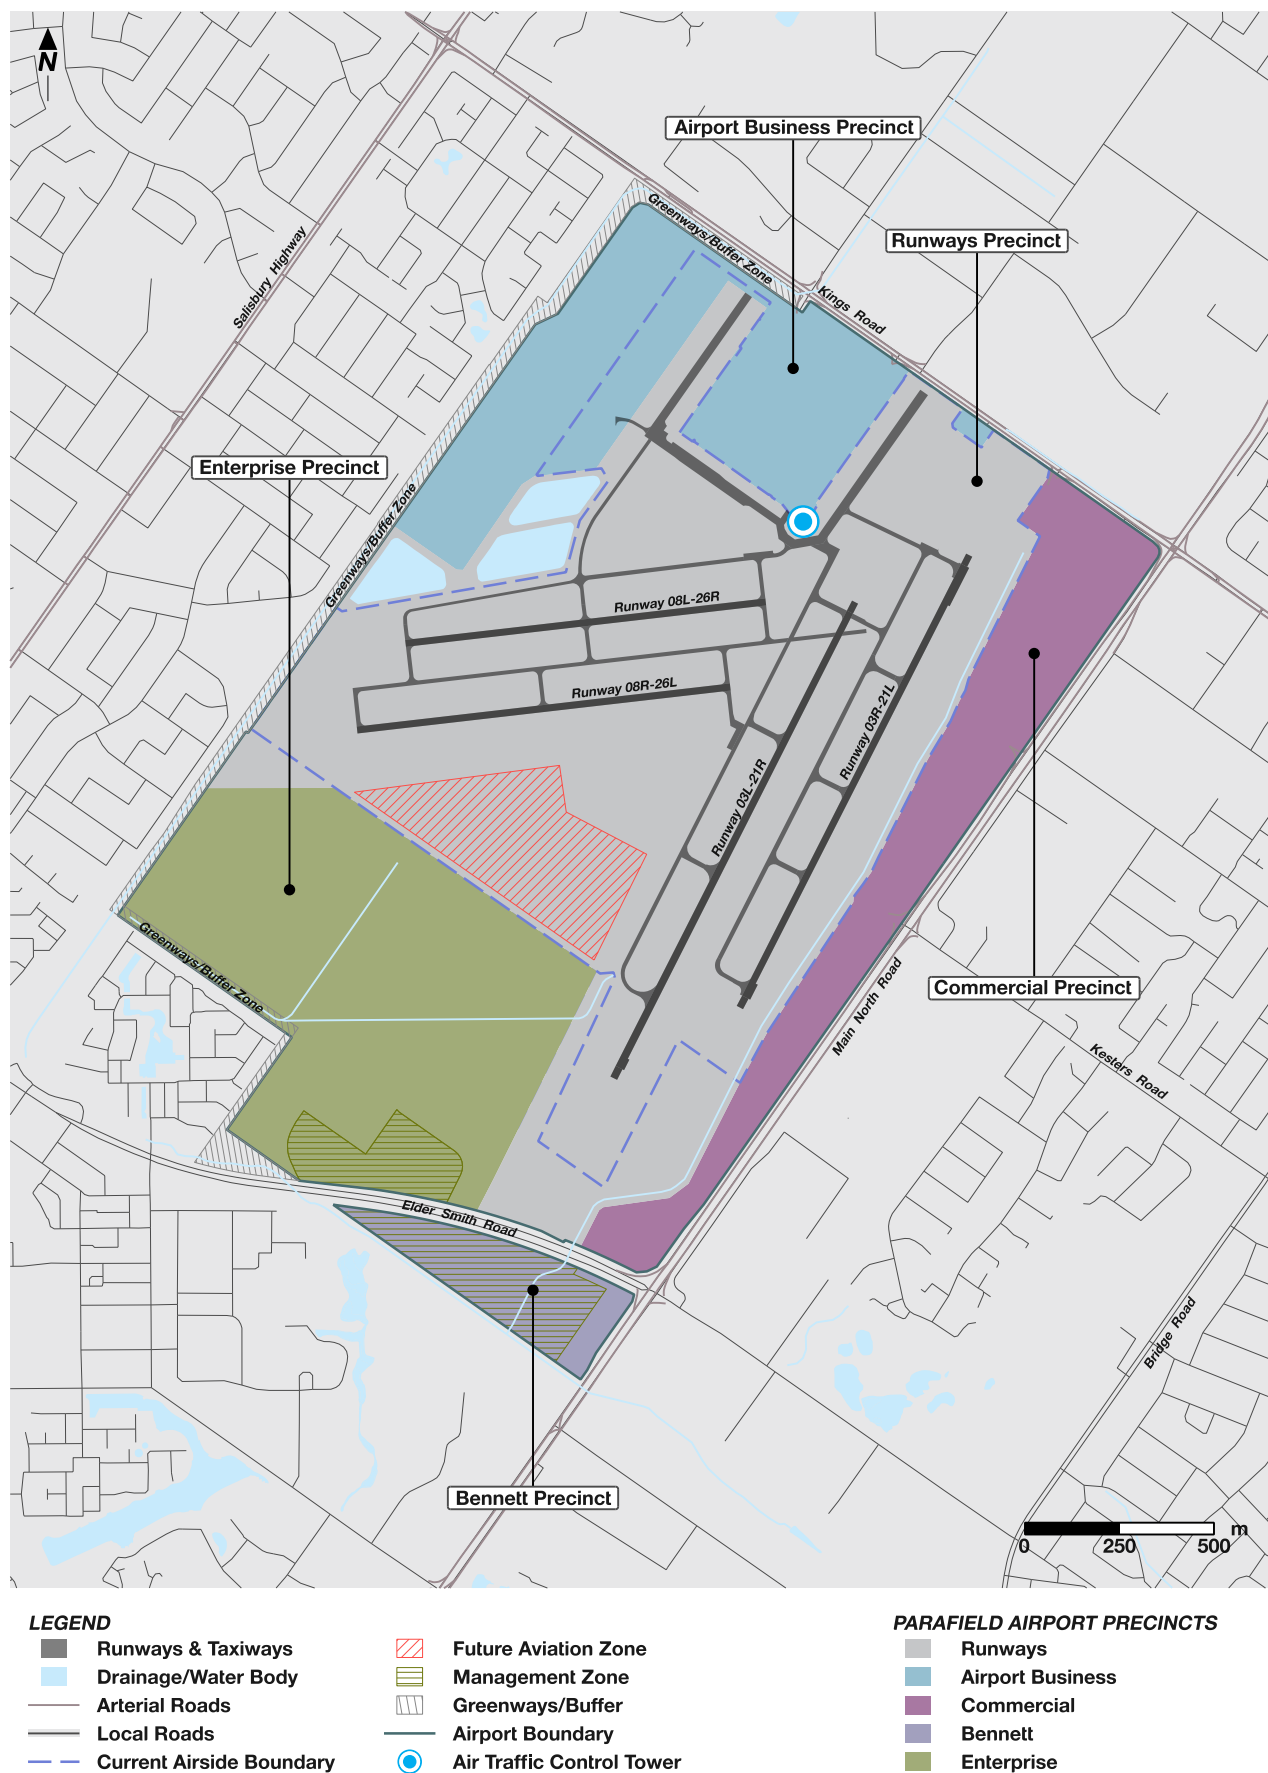 N
Airport Business Precinct
Greenways/Buffer Zone
Runways Precinct
Salisbury Highway
Kings Road
Enterprise Precinct
Greenways/Buffer Zone
Runway 08L-26R
Runway 08R-26L
Runway 03R-21L
Runway 03L-21R
Greenways/Buffer Zone
Commercial Precinct
Main North Road
Kesters Road
Elder Smith Road
Bridge Road
Bennett Precinct
m
0 250 500
LEGEND
Runways & Taxiways
Drainage/Water Body
Arterial Roads
Local Roads
Current Airside Boundary
Future Aviation Zone
Management Zone
Greenways/Buffer
Airport Boundary
Air Traffic Control Tower
PARAFIELD AIRPORT PRECINCTS
Runways
Airport Business
Commercial
Bennett
Enterprise